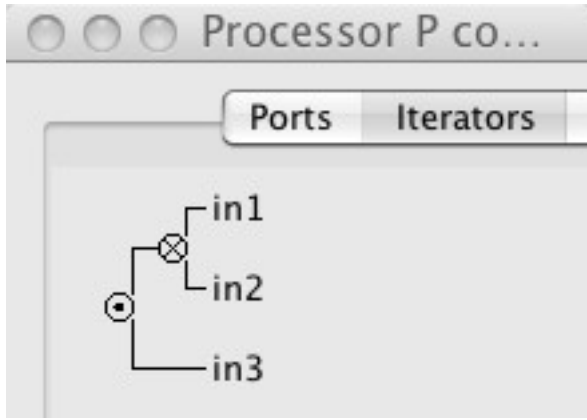 Processor P co...
Ports Iterators
in1
in2
in3